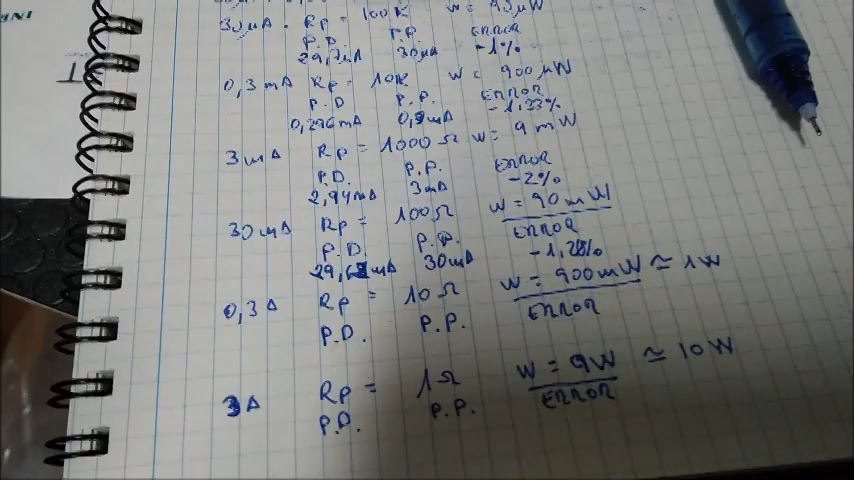 30µA. Rp = 100K W = 90µW
P.D. P.P. ERROR
30µA -1%
0,3mA Rp = 10K W = 900µW
P.D P.P. ERROR
0,296mA 0,3mA -1,33%
3mA Rp = 1000Ω W = 9mW
P.D. P.P. ERROR
2,94mA 3mA -2%
30mA Rp = 100Ω W = 90mW
P.D. P.P. ERROR
30mA -1,28%
0,3A Rp = 10Ω W = 900mW ≃ 1W
P.D. P.P. ERROR
3A Rp = 1Ω W = 9W ≃ 10W
P.D. P.P. ERROR